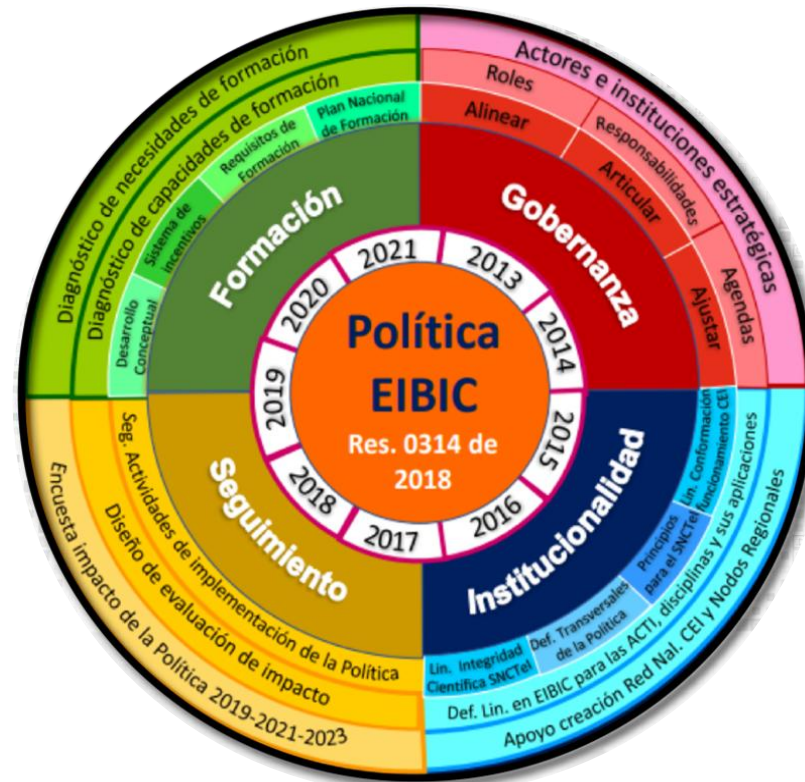 Política
EIBIC
Res. 0314 de
2018
2013
2014
2015
2016
2017
2018
2019
2020
2021
Formación
Diagnóstico de necesidades de formación
Diagnóstico de capacidades de formación
Desarrollo
Conceptual
Sistema de
incentivos
Requisitos de
Formación
Plan Nacional
de Formación
Gobernanza
Actores e instituciones estratégicas
Roles
Responsabilidades
Agendas
Alinear
Articular
Ajustar
Institucionalidad
Lin. Conformación
funcionamiento CEI
Principios
para el SNCTeI
Def. Transversales
de la Política
Lin. Integridad
Científica SNCTeI
Def. Lin. en EIBIC para las ACTI, disciplinas y sus aplicaciones
Apoyo creación Red Nal. CEI y Nodos Regionales
Seguimiento
Seg. Actividades de implementación de la Política
Diseño de evaluación de impacto
Encuesta impacto de la Política 2019-2021-2023